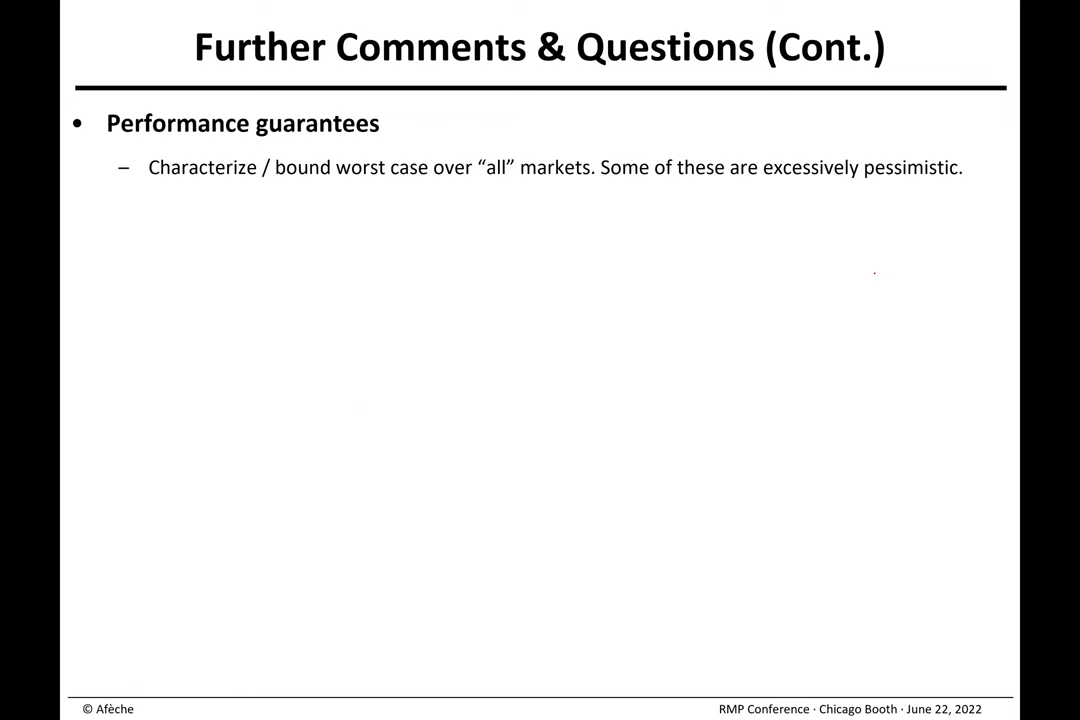 Further Comments & Questions (Cont.)
• Performance guarantees
– Characterize / bound worst case over “all” markets. Some of these are excessively pessimistic.
© Afèche
RMP Conference · Chicago Booth · June 22, 2022